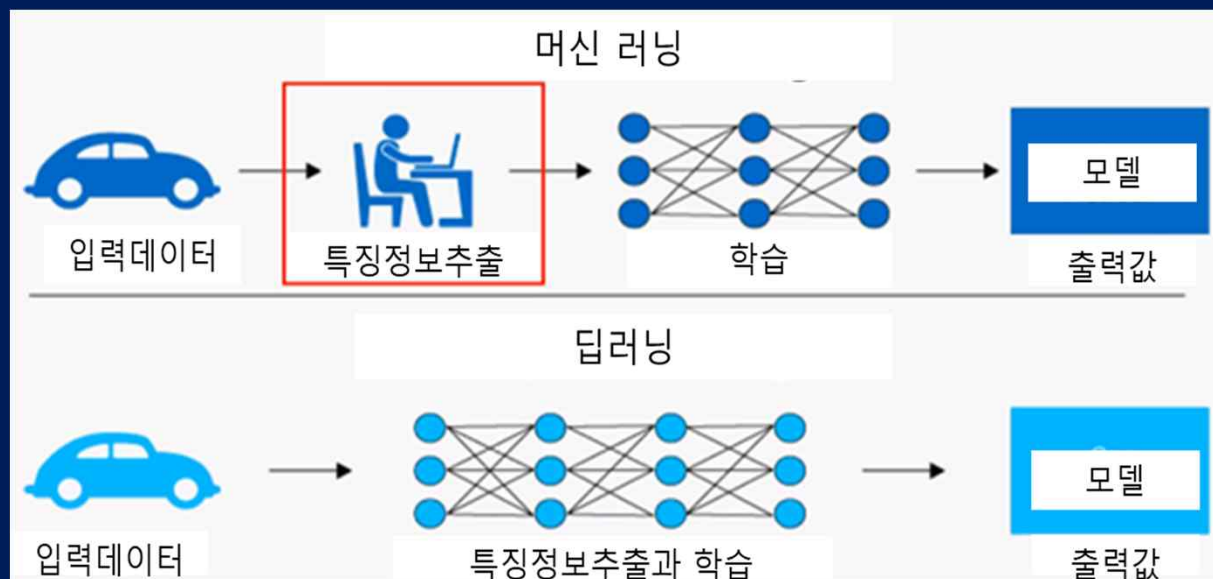 머신 러닝
입력데이터
특징정보추출
학습
모델
출력값
딥러닝
입력데이터
특징정보추출과 학습
모델
출력값